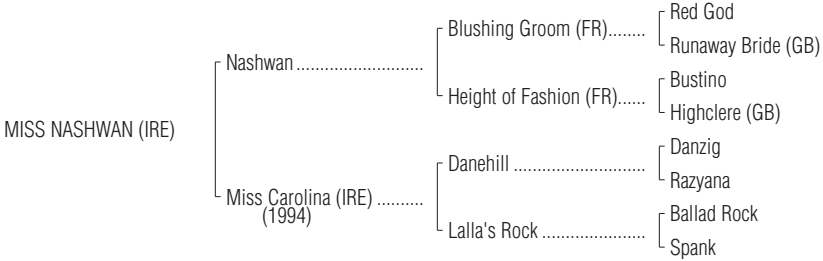 Red God
Blushing Groom (FR)........
Runaway Bride (GB)
Nashwan...........................
Bustino
Height of Fashion (FR)......
Highclere (GB)
MISS NASHWAN (IRE)
Danzig
Danehill ............................
Razyana
Miss Carolina (IRE) ..........
(1994)
Ballad Rock
Lalla's Rock ......................
Spank